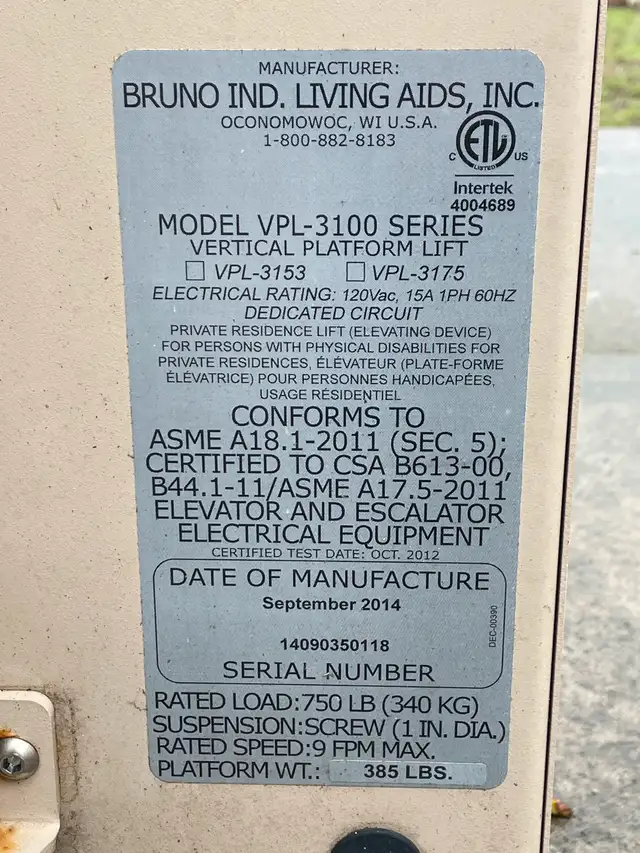 MANUFACTURER:
BRUNO IND. LIVING AIDS, INC.
OCONOMOWOC, WI U.S.A.
1-800-882-8183
ETL
C US
LISTED
Intertek
4004689
MODEL VPL-3100 SERIES
VERTICAL PLATFORM LIFT
☐ VPL-3153 ☐ VPL-3175
ELECTRICAL RATING: 120Vac, 15A 1PH 60HZ
DEDICATED CIRCUIT
PRIVATE RESIDENCE LIFT (ELEVATING DEVICE)
FOR PERSONS WITH PHYSICAL DISABILITIES FOR
PRIVATE RESIDENCES, ÉLÉVATEUR (PLATE-FORME
ÉLÉVATRICE) POUR PERSONNES HANDICAPÉES,
USAGE RÉSIDENTIEL
CONFORMS TO
ASME A18.1-2011 (SEC. 5);
CERTIFIED TO CSA B613-00,
B44.1-11/ASME A17.5-2011
ELEVATOR AND ESCALATOR
ELECTRICAL EQUIPMENT
CERTIFIED TEST DATE: OCT. 2012
DATE OF MANUFACTURE
September 2014
14090350118
SERIAL NUMBER
DEC-00390
RATED LOAD: 750 LB (340 KG)
SUSPENSION: SCREW (1 IN. DIA.)
RATED SPEED: 9 FPM MAX.
PLATFORM WT.: 385 LBS.